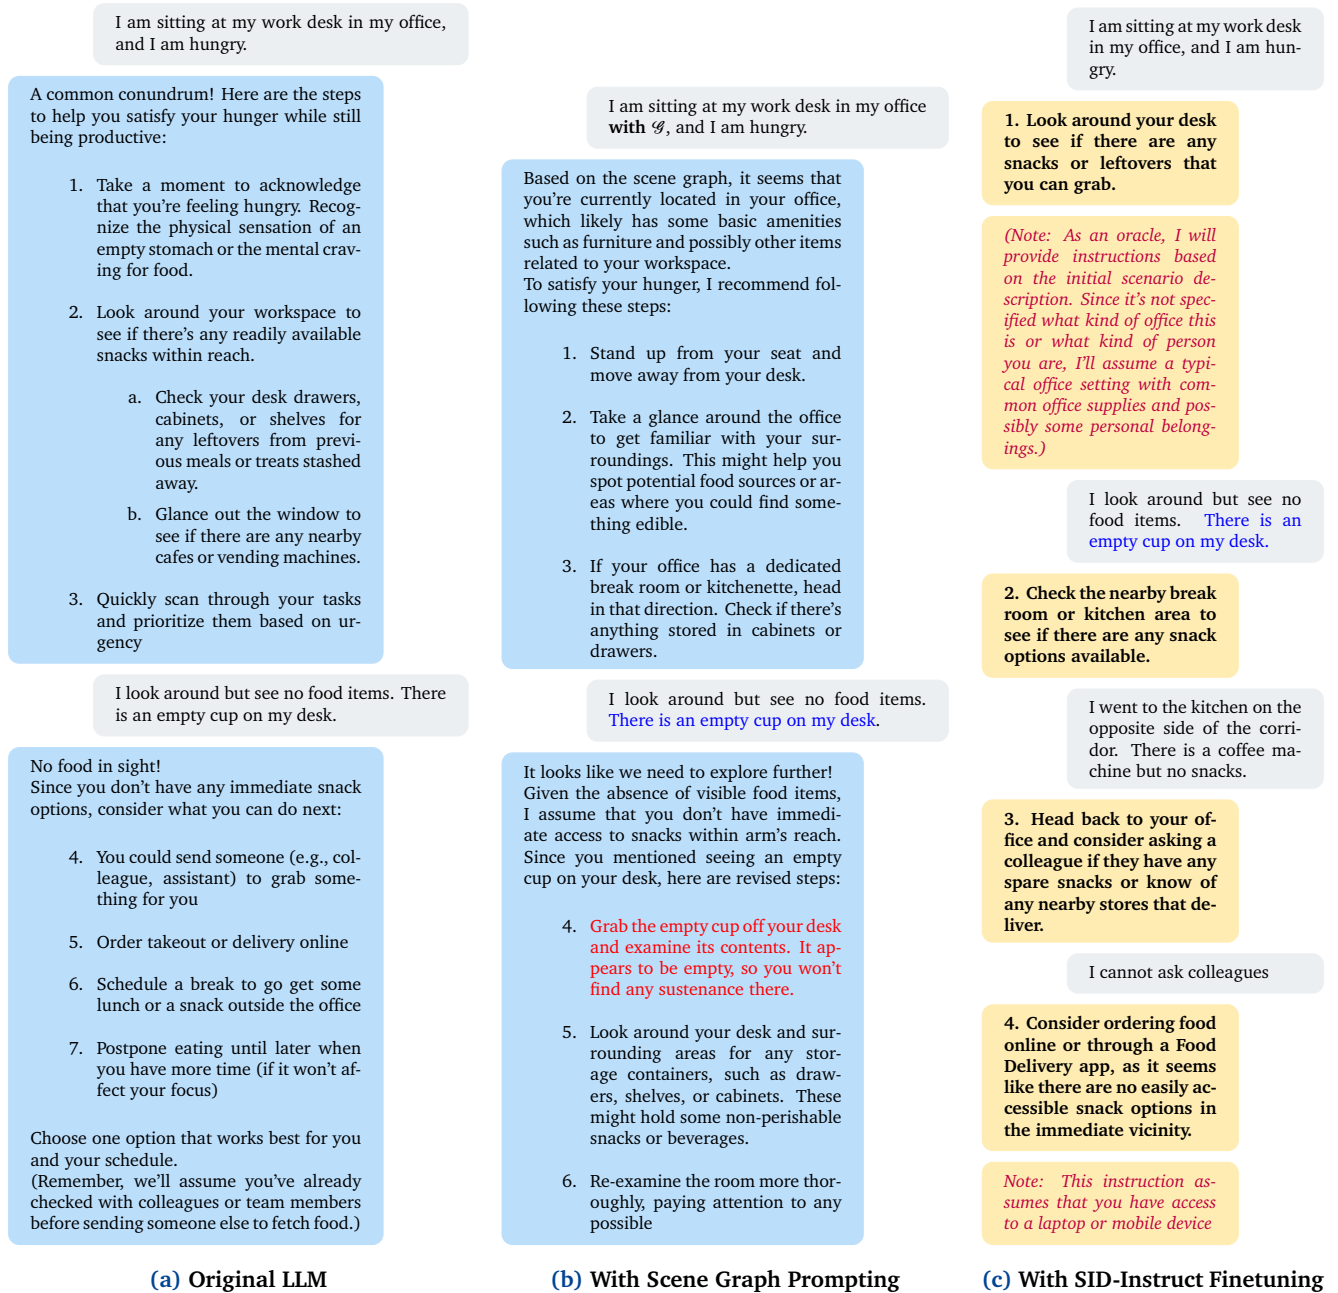 I am sitting at my work desk in my office,
and I am hungry.
A common conundrum! Here are the steps
to help you satisfy your hunger while still
being productive:
1. Take a moment to acknowledge
that you're feeling hungry. Recog-
nize the physical sensation of an
empty stomach or the mental crav-
ing for food.
2. Look around your workspace to
see if there's any readily available
snacks within reach.
a. Check your desk drawers,
cabinets, or shelves for
any leftovers from previ-
ous meals or treats stashed
away.
b. Glance out the window to
see if there are any nearby
cafes or vending machines.
3. Quickly scan through your tasks
and prioritize them based on ur-
gency
I look around but see no food items. There
is an empty cup on my desk.
No food in sight!
Since you don't have any immediate snack
options, consider what you can do next:
4. You could send someone (e.g., col-
league, assistant) to grab some-
thing for you
5. Order takeout or delivery online
6. Schedule a break to go get some
lunch or a snack outside the office
7. Postpone eating until later when
you have more time (if it won't af-
fect your focus)
Choose one option that works best for you
and your schedule.
(Remember, we'll assume you've already
checked with colleagues or team members
before sending someone else to fetch food.)
(a) Original LLM
I am sitting at my work desk in my office
with 𝒢, and I am hungry.
Based on the scene graph, it seems that
you're currently located in your office,
which likely has some basic amenities
such as furniture and possibly other items
related to your workspace.
To satisfy your hunger, I recommend fol-
lowing these steps:
1. Stand up from your seat and
move away from your desk.
2. Take a glance around the office
to get familiar with your sur-
roundings. This might help you
spot potential food sources or ar-
eas where you could find some-
thing edible.
3. If your office has a dedicated
break room or kitchenette, head
in that direction. Check if there's
anything stored in cabinets or
drawers.
I look around but see no food items.
There is an empty cup on my desk.
It looks like we need to explore further!
Given the absence of visible food items,
I assume that you don't have immedi-
ate access to snacks within arm's reach.
Since you mentioned seeing an empty
cup on your desk, here are revised steps:
4. Grab the empty cup off your desk
and examine its contents. It ap-
pears to be empty, so you won't
find any sustenance there.
5. Look around your desk and sur-
rounding areas for any stor-
age containers, such as draw-
ers, shelves, or cabinets. These
might hold some non-perishable
snacks or beverages.
6. Re-examine the room more thor-
oughly, paying attention to any
possible
(b) With Scene Graph Prompting
I am sitting at my work desk
in my office, and I am hun-
gry.
1. Look around your desk
to see if there are any
snacks or leftovers that
you can grab.
(Note: As an oracle, I will
provide instructions based
on the initial scenario de-
scription. Since it's not spec-
ified what kind of office this
is or what kind of person
you are, I'll assume a typi-
cal office setting with com-
mon office supplies and pos-
sibly some personal belong-
ings.)
I look around but see no
food items. There is an
empty cup on my desk.
2. Check the nearby break
room or kitchen area to
see if there are any snack
options available.
I went to the kitchen on the
opposite side of the corri-
dor. There is a coffee ma-
chine but no snacks.
3. Head back to your of-
fice and consider asking a
colleague if they have any
spare snacks or know of
any nearby stores that de-
liver.
I cannot ask colleagues
4. Consider ordering food
online or through a Food
Delivery app, as it seems
like there are no easily ac-
cessible snack options in
the immediate vicinity.
Note: This instruction as-
sumes that you have access
to a laptop or mobile device
(c) With SID-Instruct Finetuning